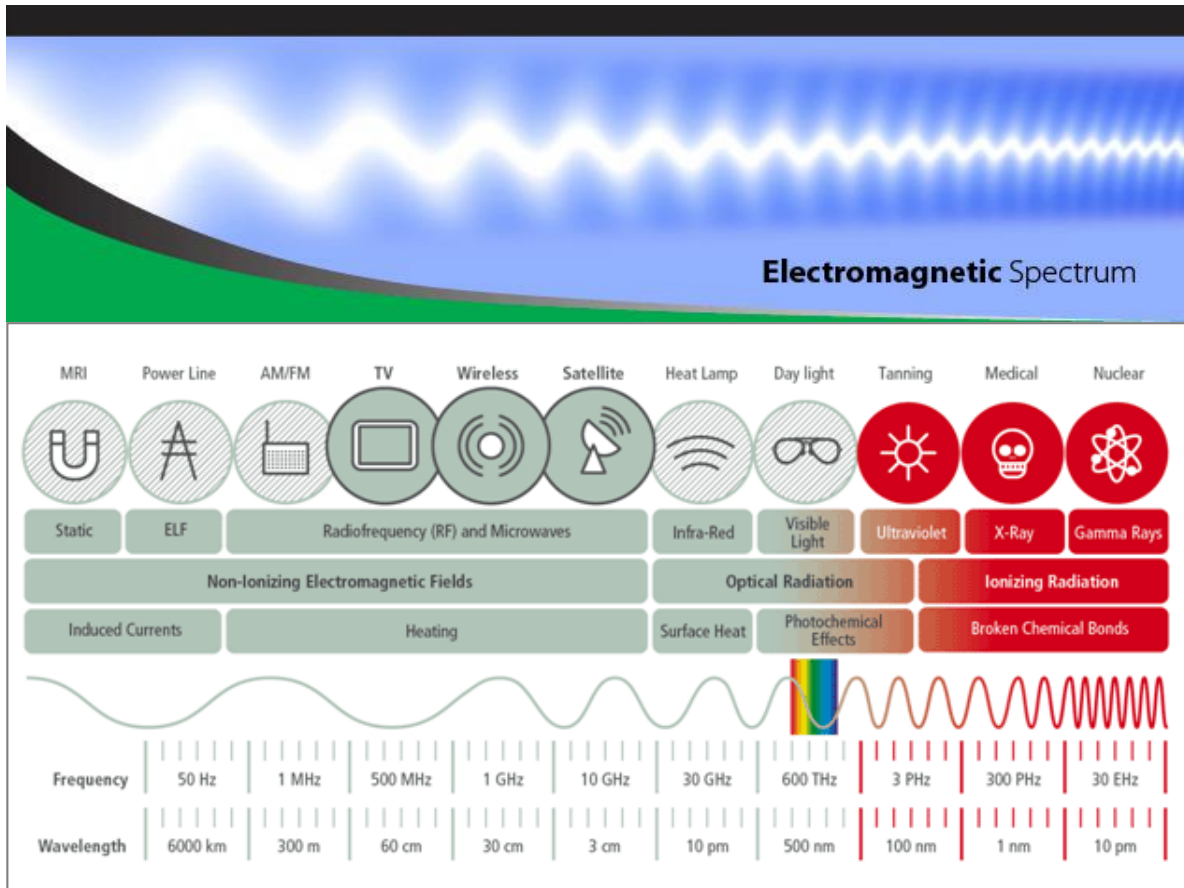 Electromagnetic Spectrum
MRI Power Line AM/FM TV Wireless Satellite Heat Lamp Day light Tanning Medical Nuclear
Static ELF Radiofrequency (RF) and Microwaves Infra-Red Visible Light Ultraviolet X-Ray Gamma Rays
Non-Ionizing Electromagnetic Fields Optical Radiation Ionizing Radiation
Induced Currents Heating Surface Heat Photochemical Effects Broken Chemical Bonds
Frequency 50 Hz 1 MHz 500 MHz 1 GHz 10 GHz 30 GHz 600 THz 3 PHz 300 PHz 30 EHz
Wavelength 6000 km 300 m 60 cm 30 cm 3 cm 10 pm 500 nm 100 nm 1 nm 10 pm